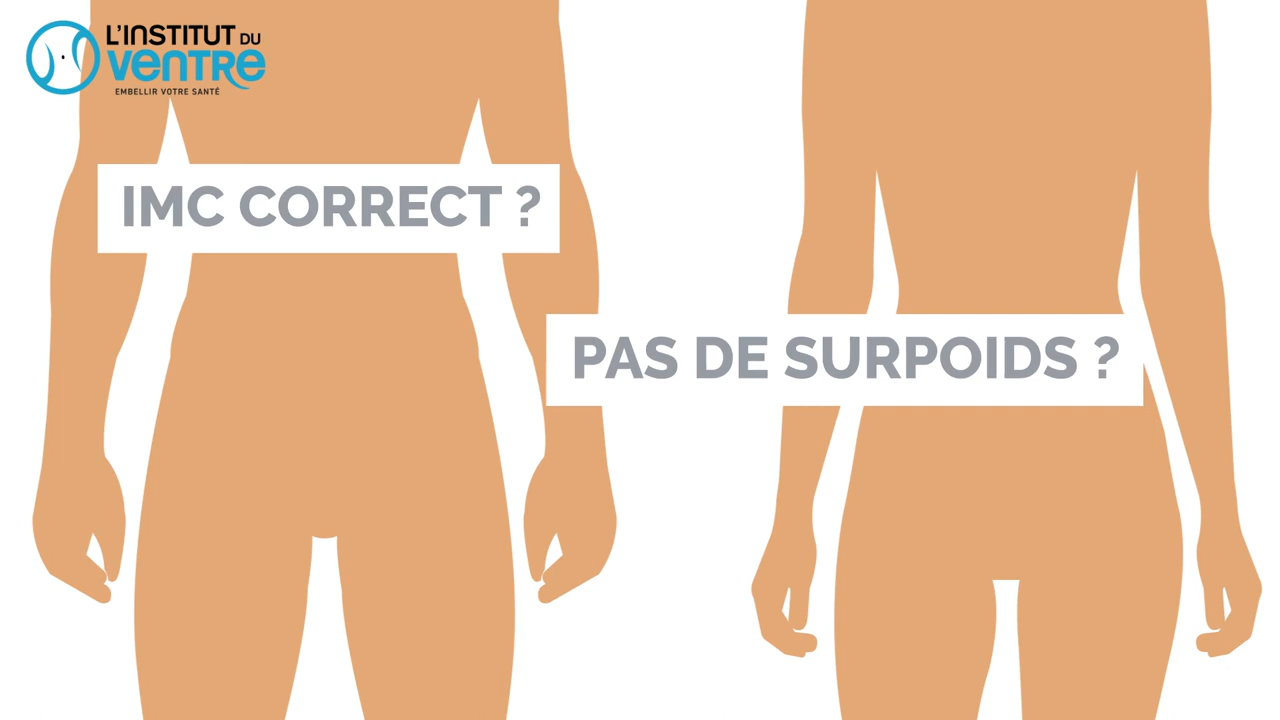 L'INSTITUT DU
VENTRE
EMBELLIR VOTRE SANTÉ
IMC CORRECT ?
PAS DE SURPOIDS ?